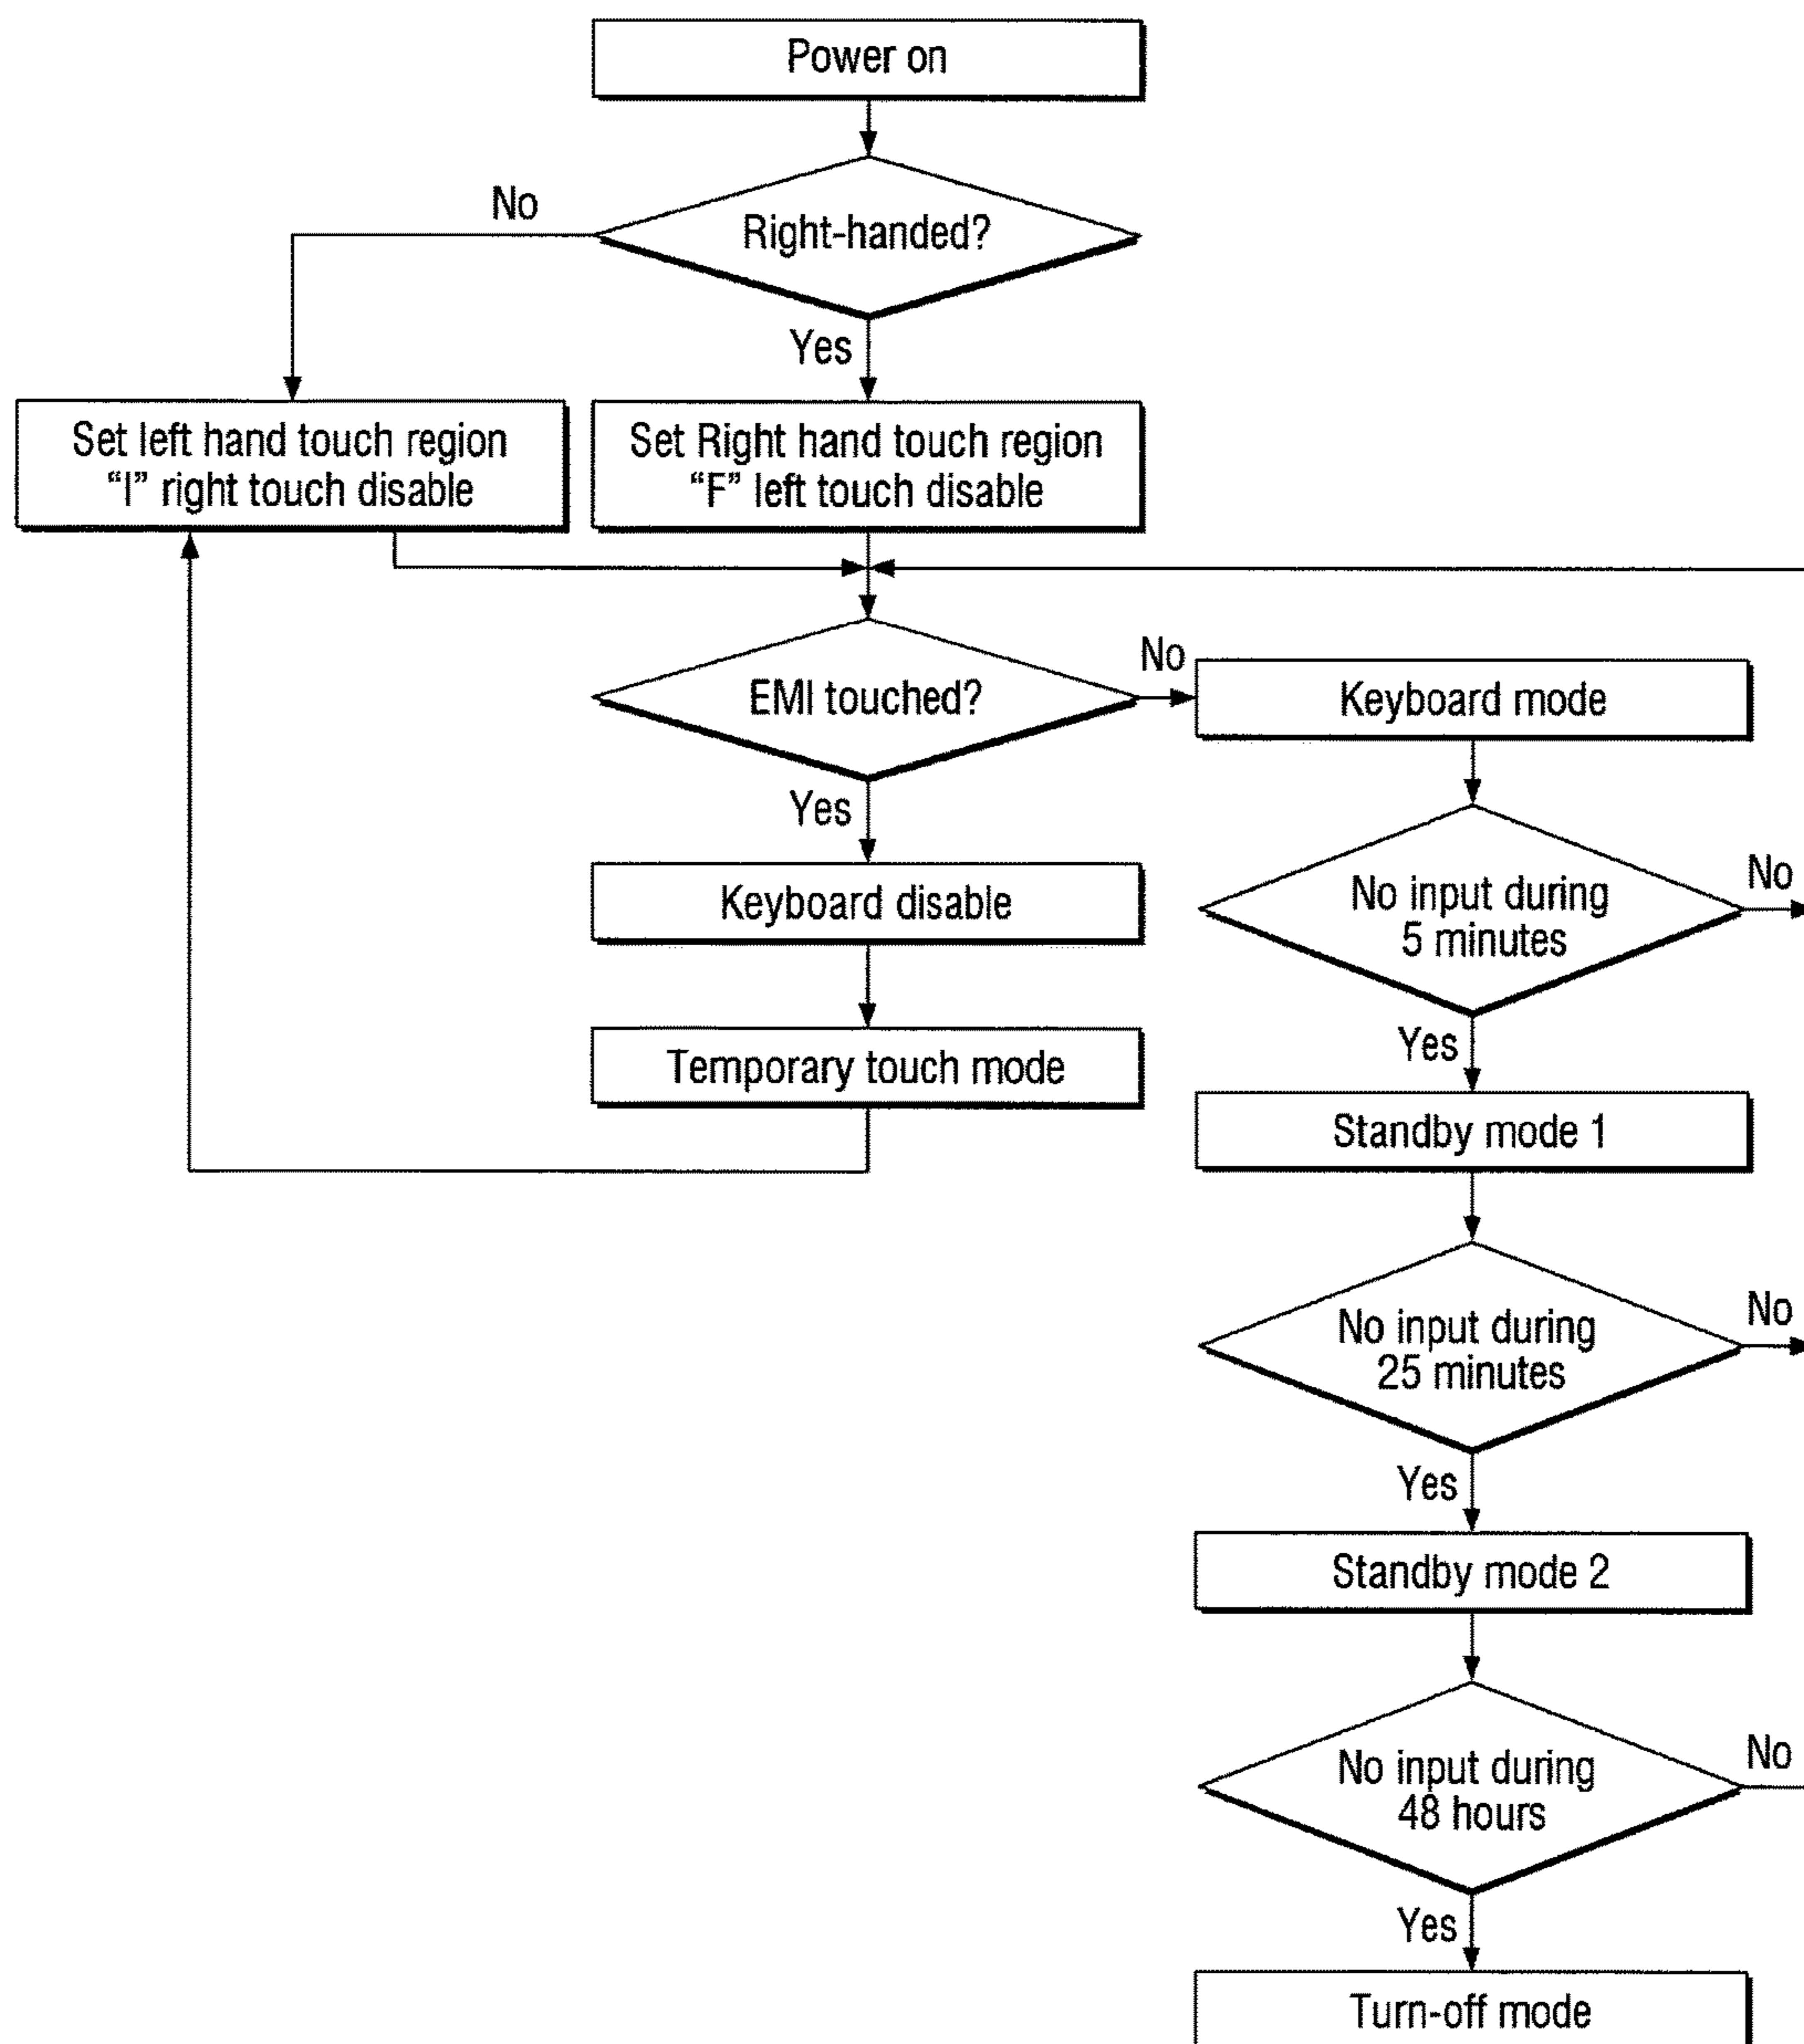 Power on
No
Right-handed?
Yes
Set left hand touch region
“I” right touch disable
Set Right hand touch region
“F” left touch disable
EMI touched?
No
Keyboard mode
Yes
Keyboard disable
No input during
5 minutes
No
Temporary touch mode
Yes
Standby mode 1
No input during
25 minutes
No
Yes
Standby mode 2
No input during
48 hours
No
Yes
Turn-off mode